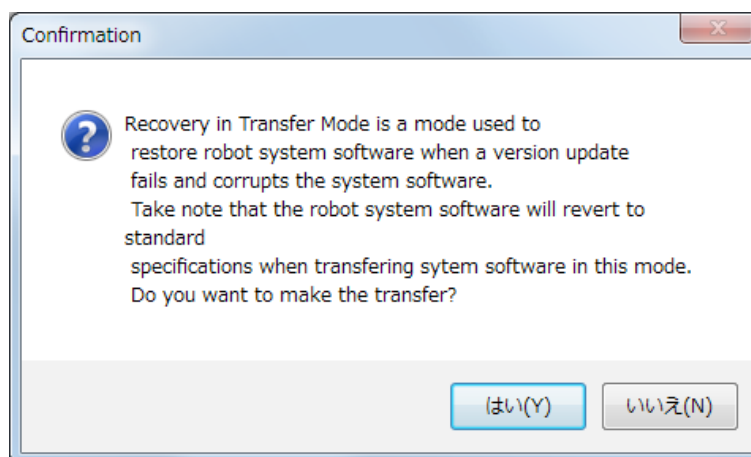 Confirmation
Recovery in Transfer Mode is a mode used to
restore robot system software when a version update
fails and corrupts the system software.
Take note that the robot system software will revert to
standard
specifications when transfering sytem software in this mode.
Do you want to make the transfer?
はい(Y)
いいえ(N)